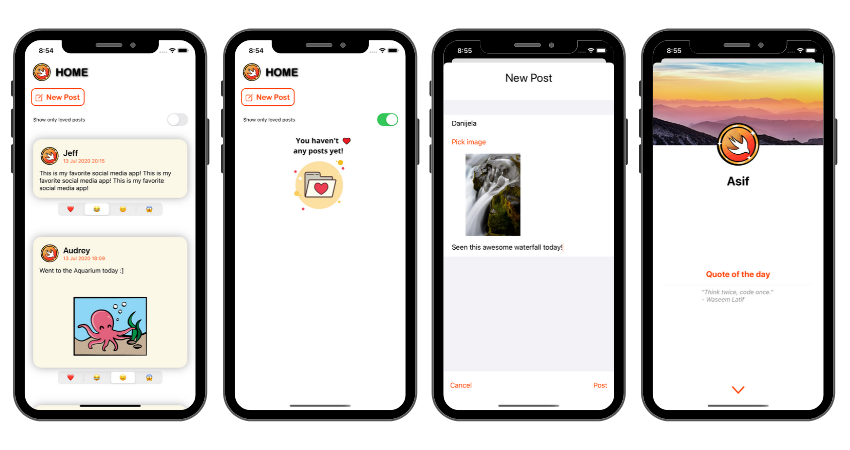 8:54
HOME
New Post
Show only loved posts
Jeff
13 Jul 2020 20:15
This is my favorite social media app! This is my
favorite social media app! This is my favorite
social media app!
Audrey
13 Jul 2020 18:09
Went to the Aquarium today :]
8:54
HOME
New Post
Show only loved posts
You haven't
any posts yet!
8:55
New Post
Danijela
Pick image
Seen this awesome waterfall today!
Cancel
Post
8:55
Asif
Quote of the day
"Think twice, code once."
- Waseem Latif